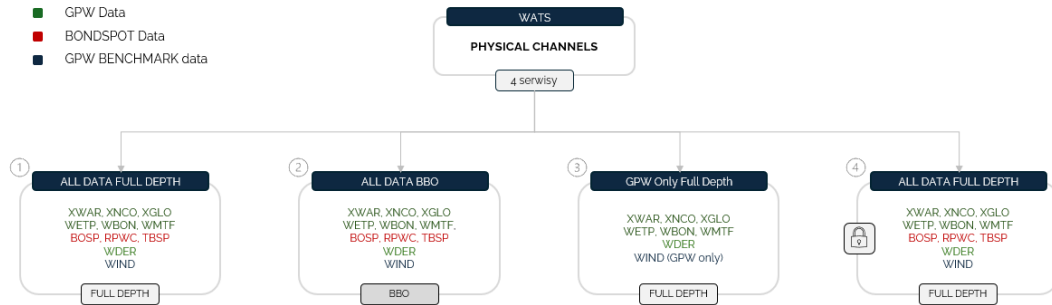 GPW Data
BONDSPOT Data
GPW BENCHMARK data
WATS
PHYSICAL CHANNELS
4 serwisy
1
ALL DATA FULL DEPTH
XWAR, XNCO, XGLO
WETP, WBON, WMTF
BOSP, RPWC, TBSP
WDER
WIND
FULL DEPTH
2
ALL DATA BBO
XWAR, XNCO, XGLO
WETP, WBON, WMTF,
BOSP, RPWC, TBSP
WDER
WIND
BBO
3
GPW Only Full Depth
XWAR, XNCO, XGLO
WETP, WBON, WMTF
WDER
WIND (GPW only)
FULL DEPTH
4
ALL DATA FULL DEPTH
XWAR, XNCO, XGLO
WETP, WBON, WMTF
BOSP, RPWC, TBSP
WDER
WIND
FULL DEPTH